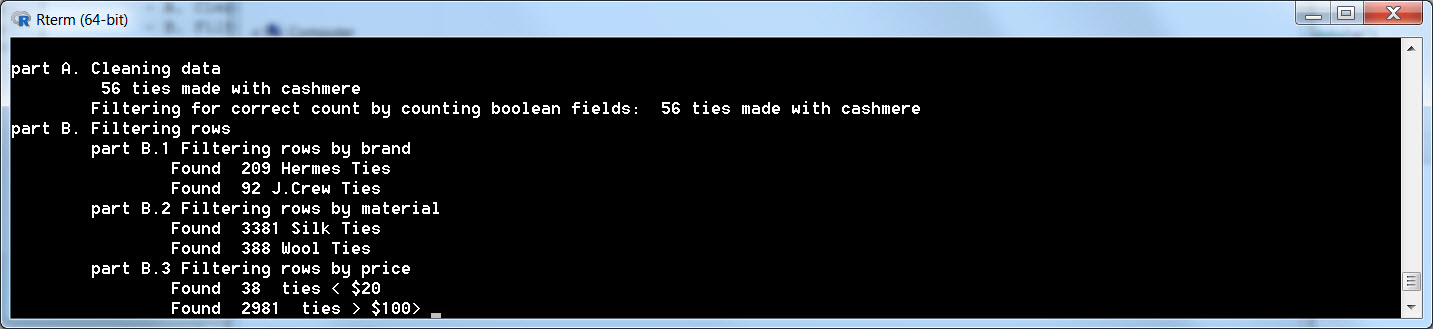 Rterm (64-bit)
part A. Cleaning data
56 ties made with cashmere
Filtering for correct count by counting boolean fields:  56 ties made with cashmere
part B. Filtering rows
part B.1 Filtering rows by brand
Found  209 Hermes Ties
Found  92 J.Crew Ties
part B.2 Filtering rows by material
Found  3381 Silk Ties
Found  388 Wool Ties
part B.3 Filtering rows by price
Found  38  ties < $20
Found  2981  ties > $100>